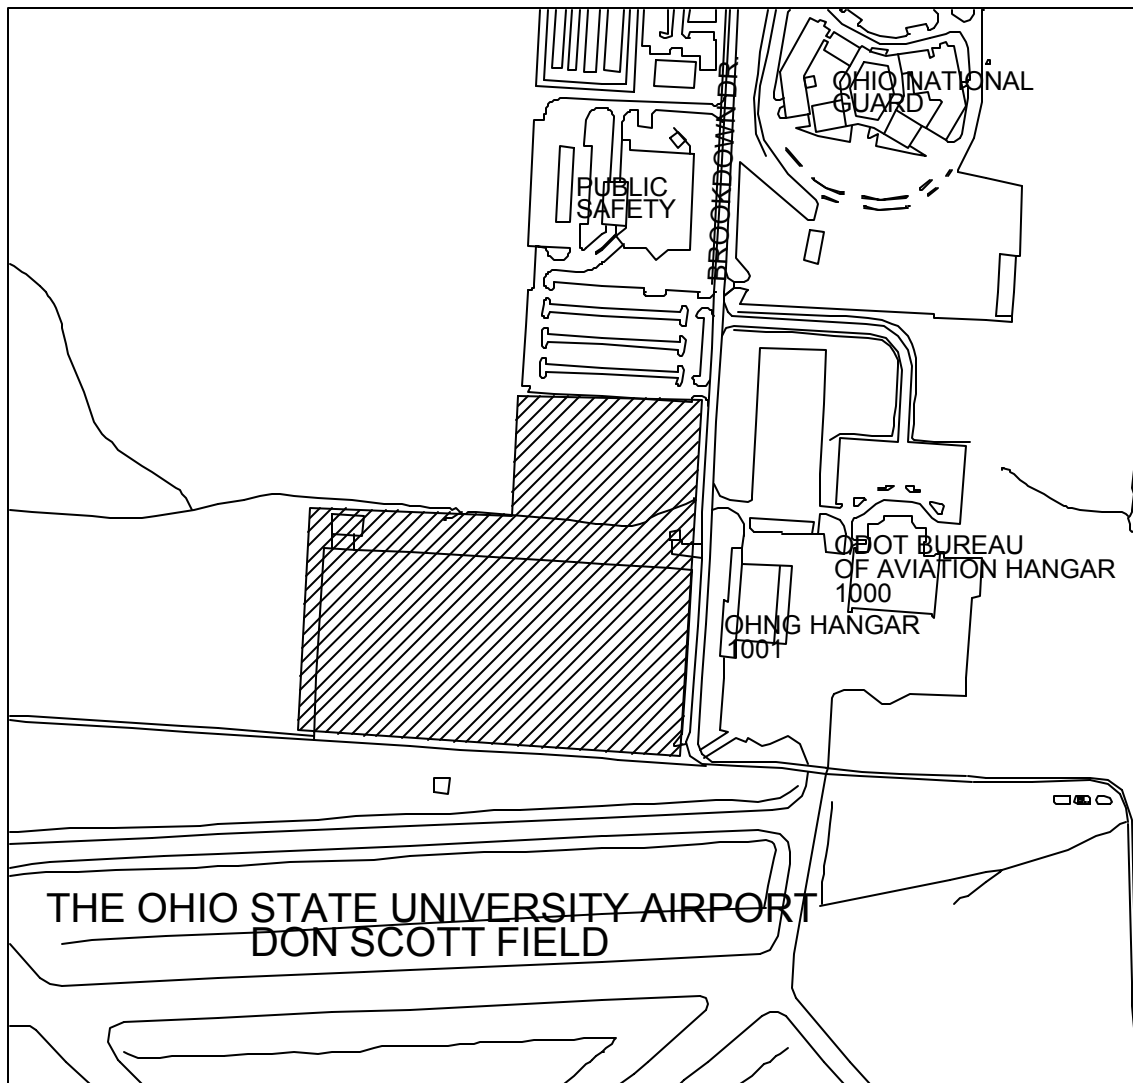 OHIO NATIONAL
GUARD
BROOKDOWN DR.
PUBLIC
SAFETY
ODOT BUREAU
OF AVIATION HANGAR
1000
OHNG HANGAR
1001
THE OHIO STATE UNIVERSITY AIRPORT
DON SCOTT FIELD